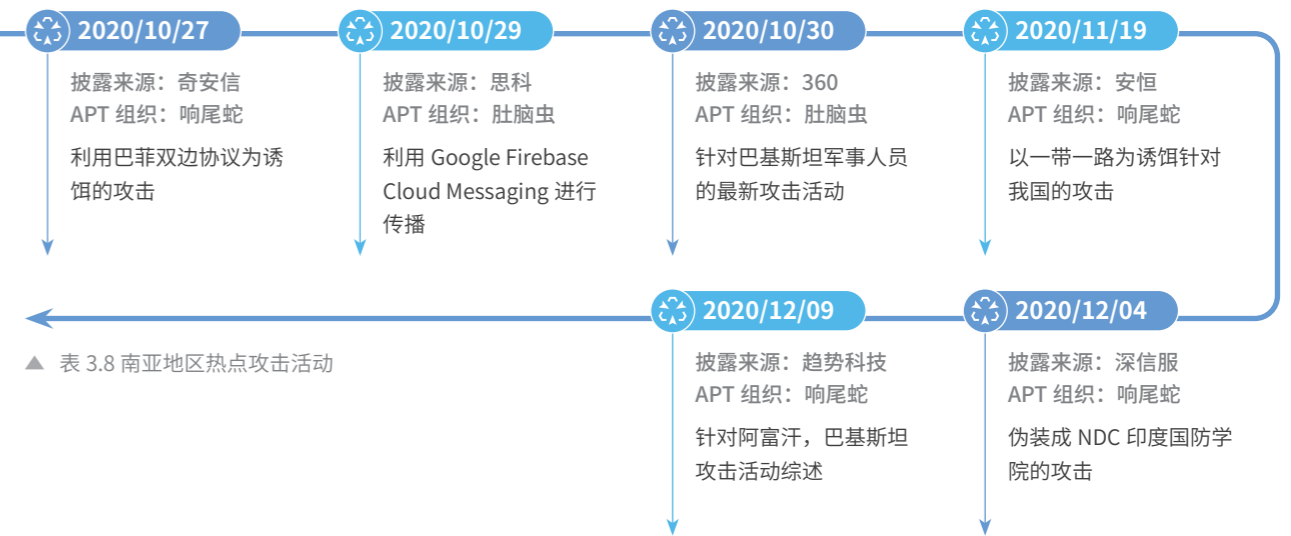 2020/10/27
披露来源：奇安信
APT 组织：响尾蛇
利用巴菲双边协议为诱
饵的攻击
2020/10/29
披露来源：思科
APT 组织：肚脑虫
利用 Google Firebase
Cloud Messaging 进行
传播
2020/10/30
披露来源：360
APT 组织：肚脑虫
针对巴基斯坦军事人员
的最新攻击活动
2020/11/19
披露来源：安恒
APT 组织：响尾蛇
以一带一路为诱饵针对
我国的攻击
2020/12/04
披露来源：深信服
APT 组织：响尾蛇
伪装成 NDC 印度国防学
院的攻击
2020/12/09
披露来源：趋势科技
APT 组织：响尾蛇
针对阿富汗，巴基斯坦
攻击活动综述
表 3.8 南亚地区热点攻击活动